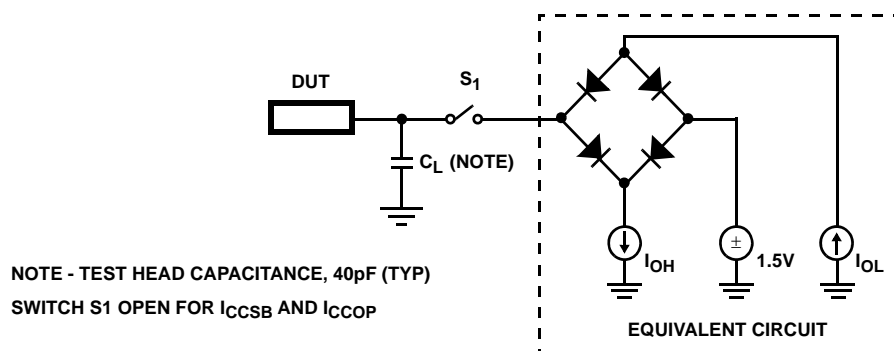 DUT
S1
CL (NOTE)
IOH
±
1.5V
IOL
NOTE - TEST HEAD CAPACITANCE, 40pF (TYP)
SWITCH S1 OPEN FOR ICCSB AND ICCOP
EQUIVALENT CIRCUIT